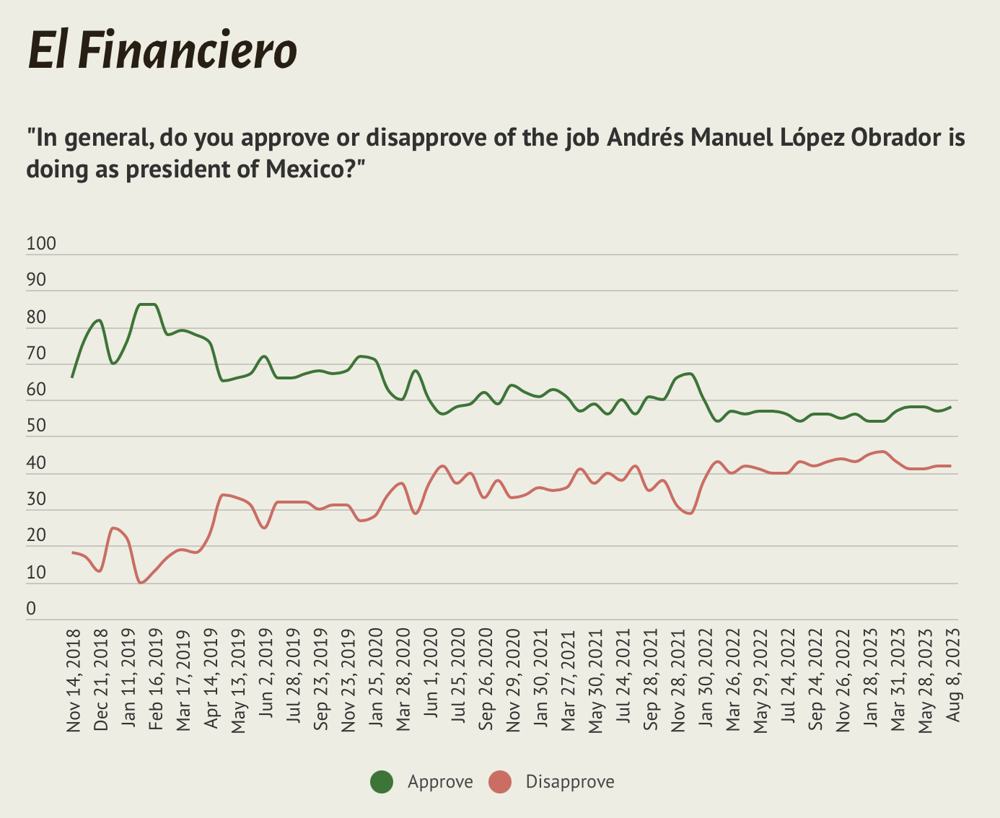 El Financiero
"In general, do you approve or disapprove of the job Andrés Manuel López Obrador is
doing as president of Mexico?"
100
90
80
70
60
50
40
30
20
10
0
Nov 14, 2018
Dec 21, 2018
Jan 11, 2019
Feb 16, 2019
Mar 17, 2019
Apr 14, 2019
May 13, 2019
Jun 2, 2019
Jul 28, 2019
Sep 23, 2019
Nov 23, 2019
Jan 25, 2020
Mar 28, 2020
Jun 1, 2020
Jul 25, 2020
Sep 26, 2020
Nov 29, 2020
Jan 30, 2021
Mar 27, 2021
May 30, 2021
Jul 24, 2021
Sep 28, 2021
Nov 28, 2021
Jan 30, 2022
Mar 26, 2022
May 29, 2022
Jul 24, 2022
Sep 24, 2022
Nov 26, 2022
Jan 28, 2023
Mar 31, 2023
May 28, 2023
Aug 8, 2023
Approve
Disapprove